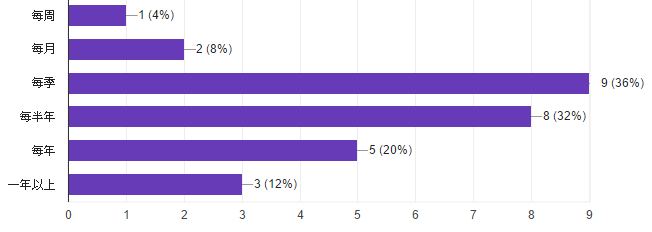 每周 1 (4%)
每月 2 (8%)
每季 9 (36%)
每半年 8 (32%)
每年 5 (20%)
一年以上 3 (12%)
0 1 2 3 4 5 6 7 8 9